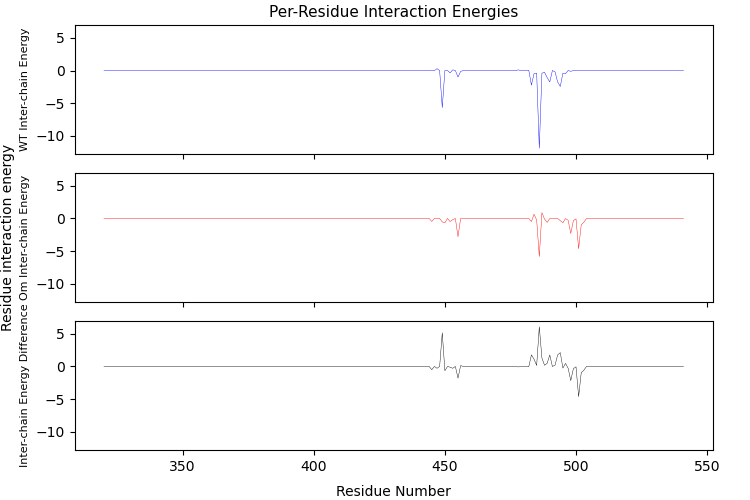 Per-Residue Interaction Energies
Residue interaction energy
WT Inter-chain Energy
5
0
−5
−10
Om Inter-chain Energy
5
0
−5
−10
Inter-chain Energy Difference
5
0
−5
−10
350
400
450
500
550
Residue Number